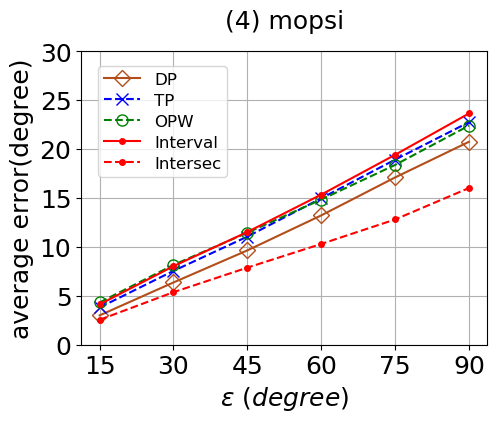 (4) mopsi
average error(degree)
30
25
20
15
10
5
0
DP
TP
OPW
Interval
Intersec
15 30 45 60 75 90
ε (degree)